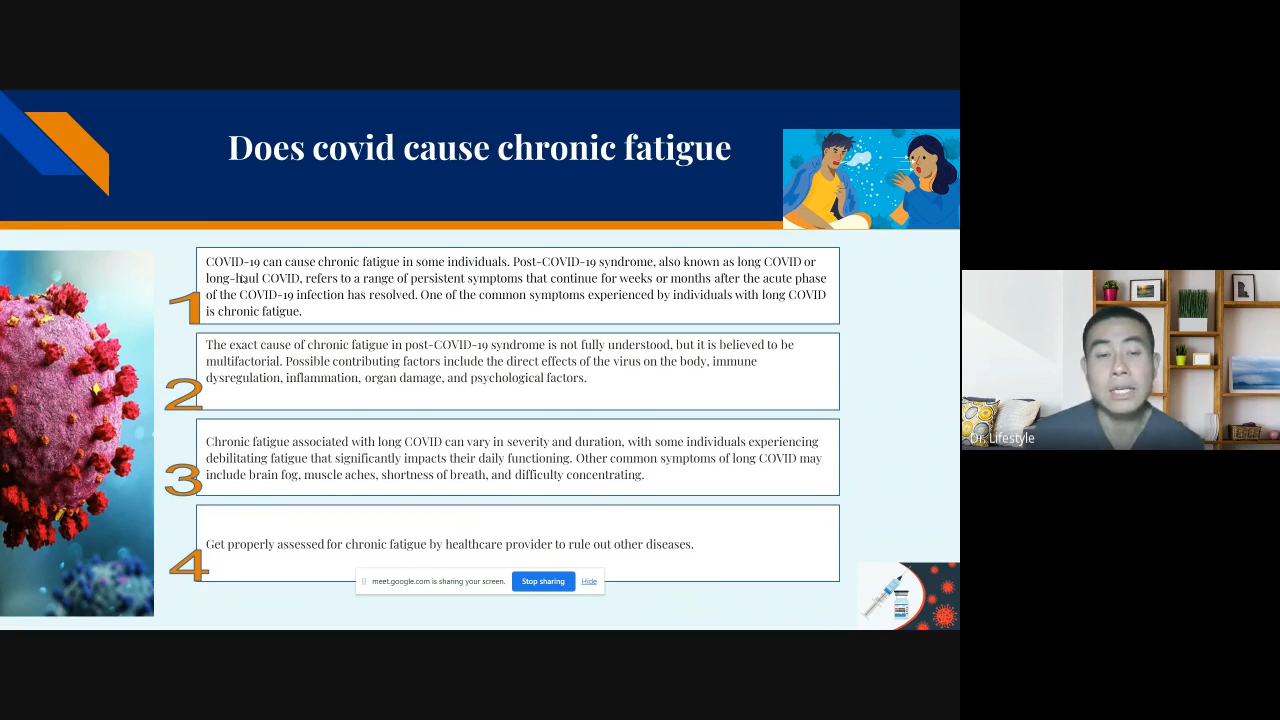 Does covid cause chronic fatigue
COVID-19 can cause chronic fatigue in some individuals. Post-COVID-19 syndrome, also known as long COVID or
long-haul COVID, refers to a range of persistent symptoms that continue for weeks or months after the acute phase
of the COVID-19 infection has resolved. One of the common symptoms experienced by individuals with long COVID
is chronic fatigue.
1
The exact cause of chronic fatigue in post-COVID-19 syndrome is not fully understood, but it is believed to be
multifactorial. Possible contributing factors include the direct effects of the virus on the body, immune
dysregulation, inflammation, organ damage, and psychological factors.
2
Chronic fatigue associated with long COVID can vary in severity and duration, with some individuals experiencing
debilitating fatigue that significantly impacts their daily functioning. Other common symptoms of long COVID may
include brain fog, muscle aches, shortness of breath, and difficulty concentrating.
3
Get properly assessed for chronic fatigue by healthcare provider to rule out other diseases.
4
meet.google.com is sharing your screen. Stop sharing Hide
Dr. Lifestyle